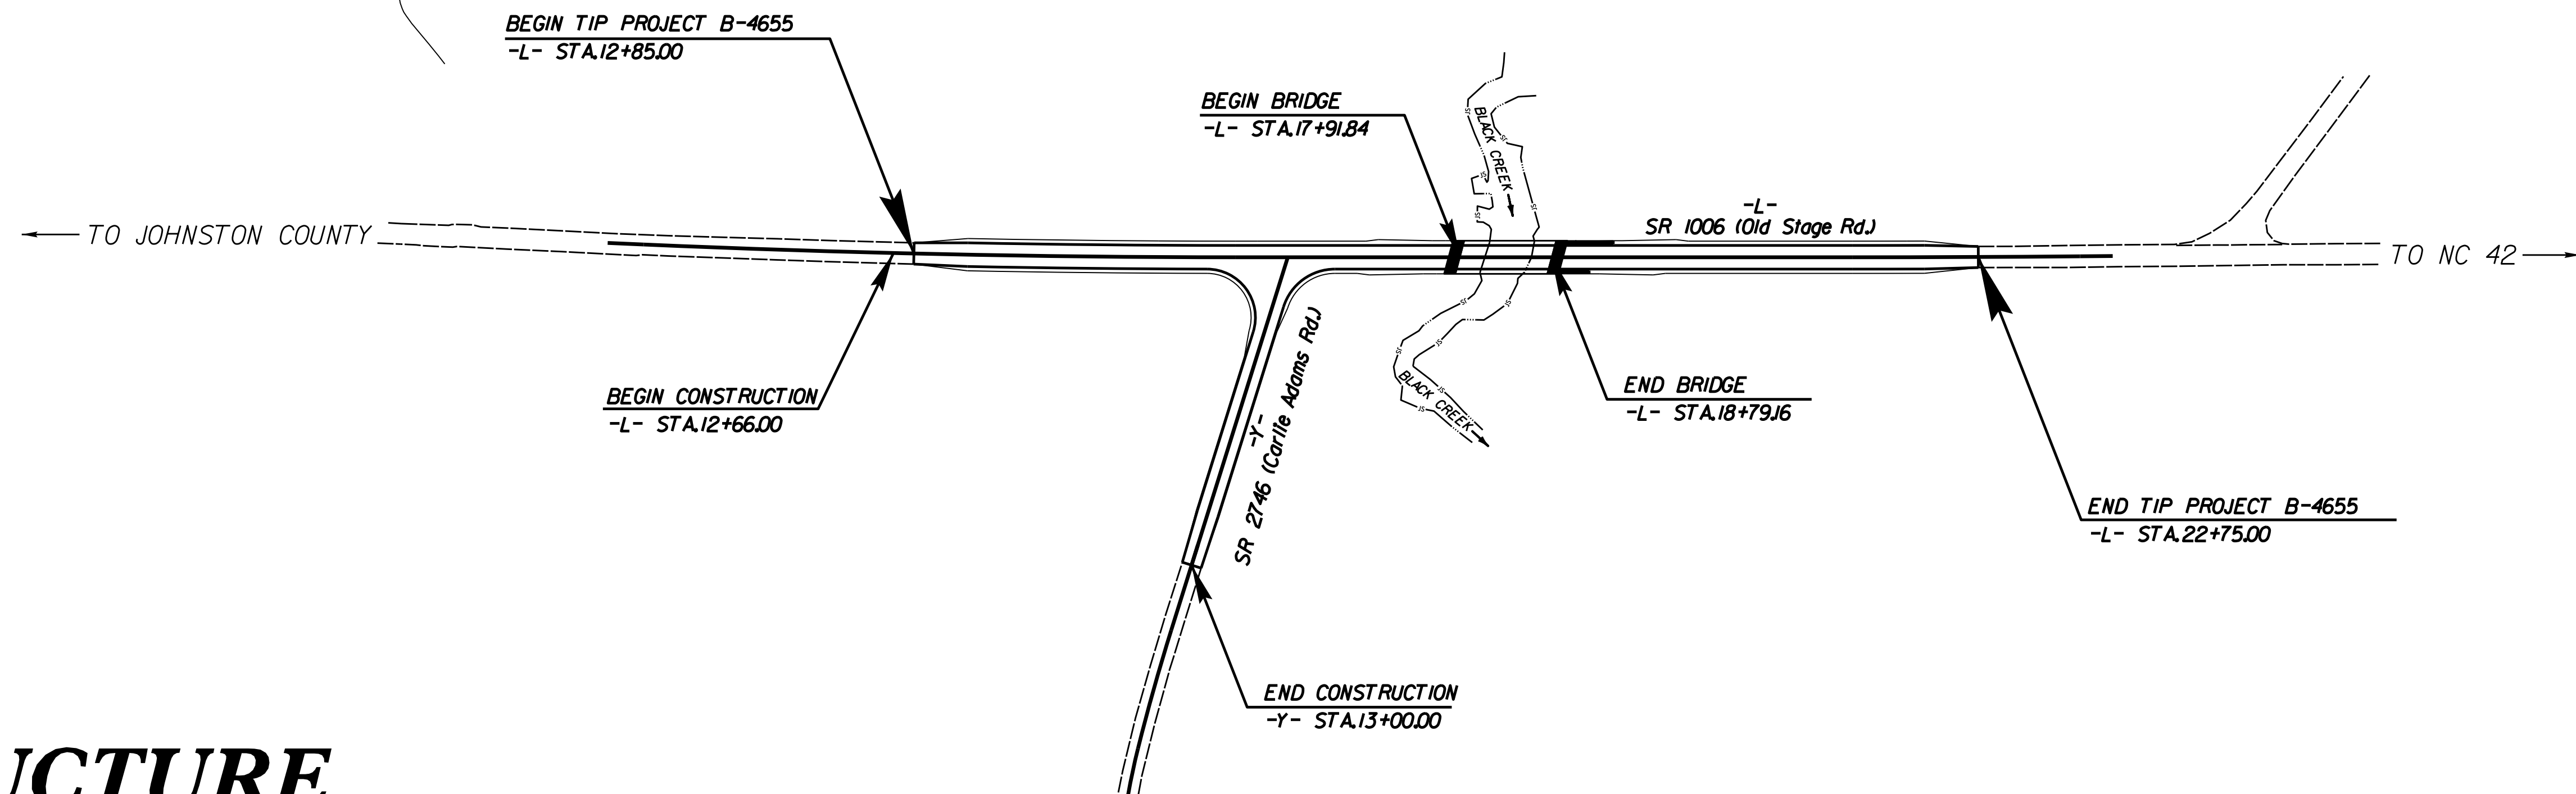 BEGIN TIP PROJECT B-4655
-L- STA.12+85.00
BEGIN BRIDGE
-L- STA.17+91.84
BLACK CREEK
-L-
SR 1006 (Old Stage Rd.)
TO JOHNSTON COUNTY
TO NC 42
BEGIN CONSTRUCTION
-L- STA.12+66.00
-Y-
SR 2746 (Carlie Adams Rd.)
BLACK CREEK
END BRIDGE
-L- STA.18+79.16
END TIP PROJECT B-4655
-L- STA.22+75.00
END CONSTRUCTION
-Y- STA.13+00.00
UCTURE